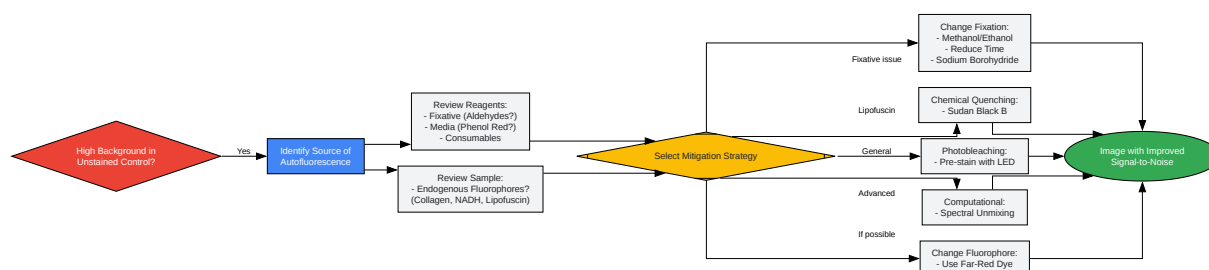 High Background in
Unstained Control?
Yes
Identify Source of
Autofluorescence
Review Reagents:
- Fixative (Aldehydes?)
- Media (Phenol Red?)
- Consumables
Review Sample:
- Endogenous Fluorophores?
(Collagen, NADH, Lipofuscin)
Select Mitigation Strategy
Fixative issue
Change Fixation:
- Methanol/Ethanol
- Reduce Time
- Sodium Borohydride
Lipofuscin
Chemical Quenching:
- Sudan Black B
General
Photobleaching:
- Pre-stain with LED
Advanced
Computational:
- Spectral Unmixing
If possible
Change Fluorophore:
- Use Far-Red Dye
Image with Improved
Signal-to-Noise